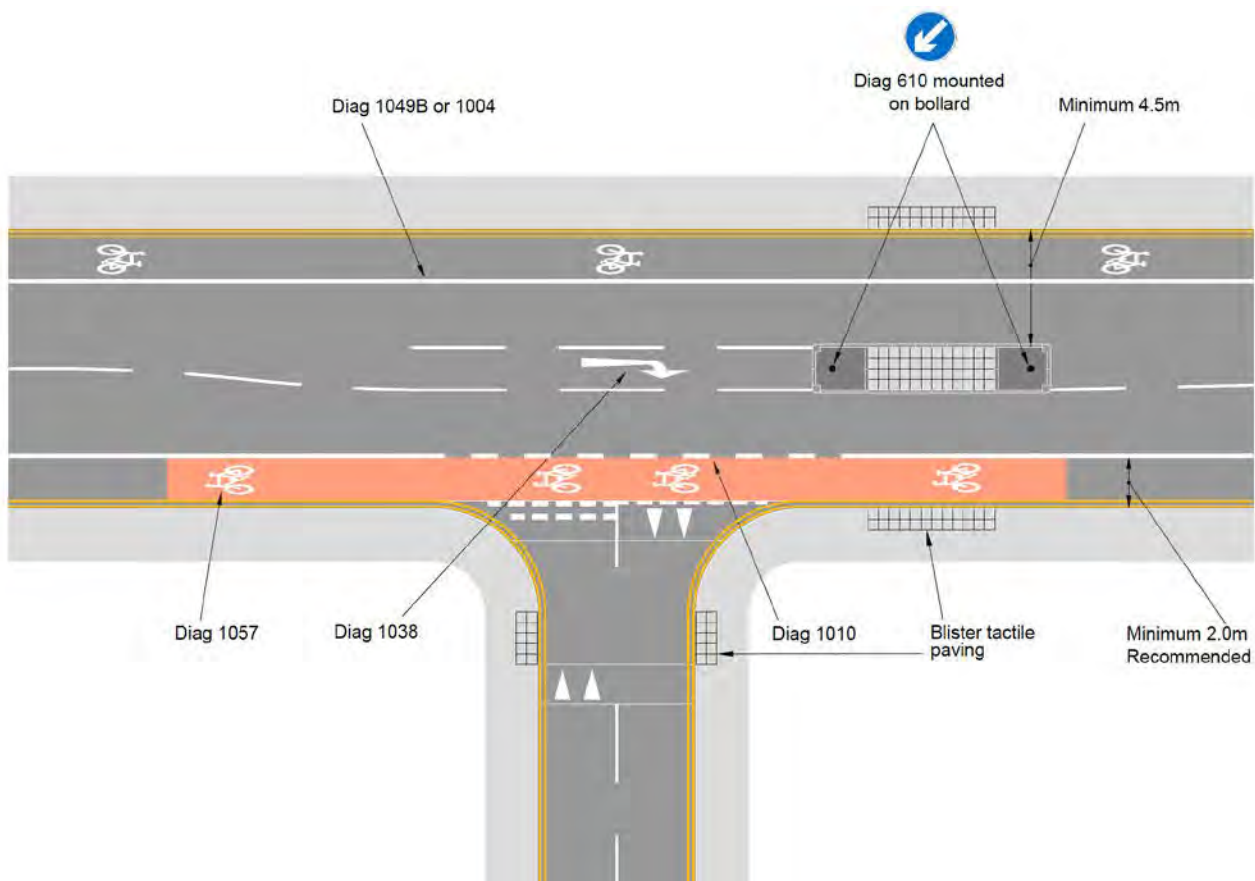 Diag 610 mounted
on bollard
Diag 1049B or 1004
Minimum 4.5m
Diag 1057
Diag 1038
Diag 1010
Blister tactile
paving
Minimum 2.0m
Recommended